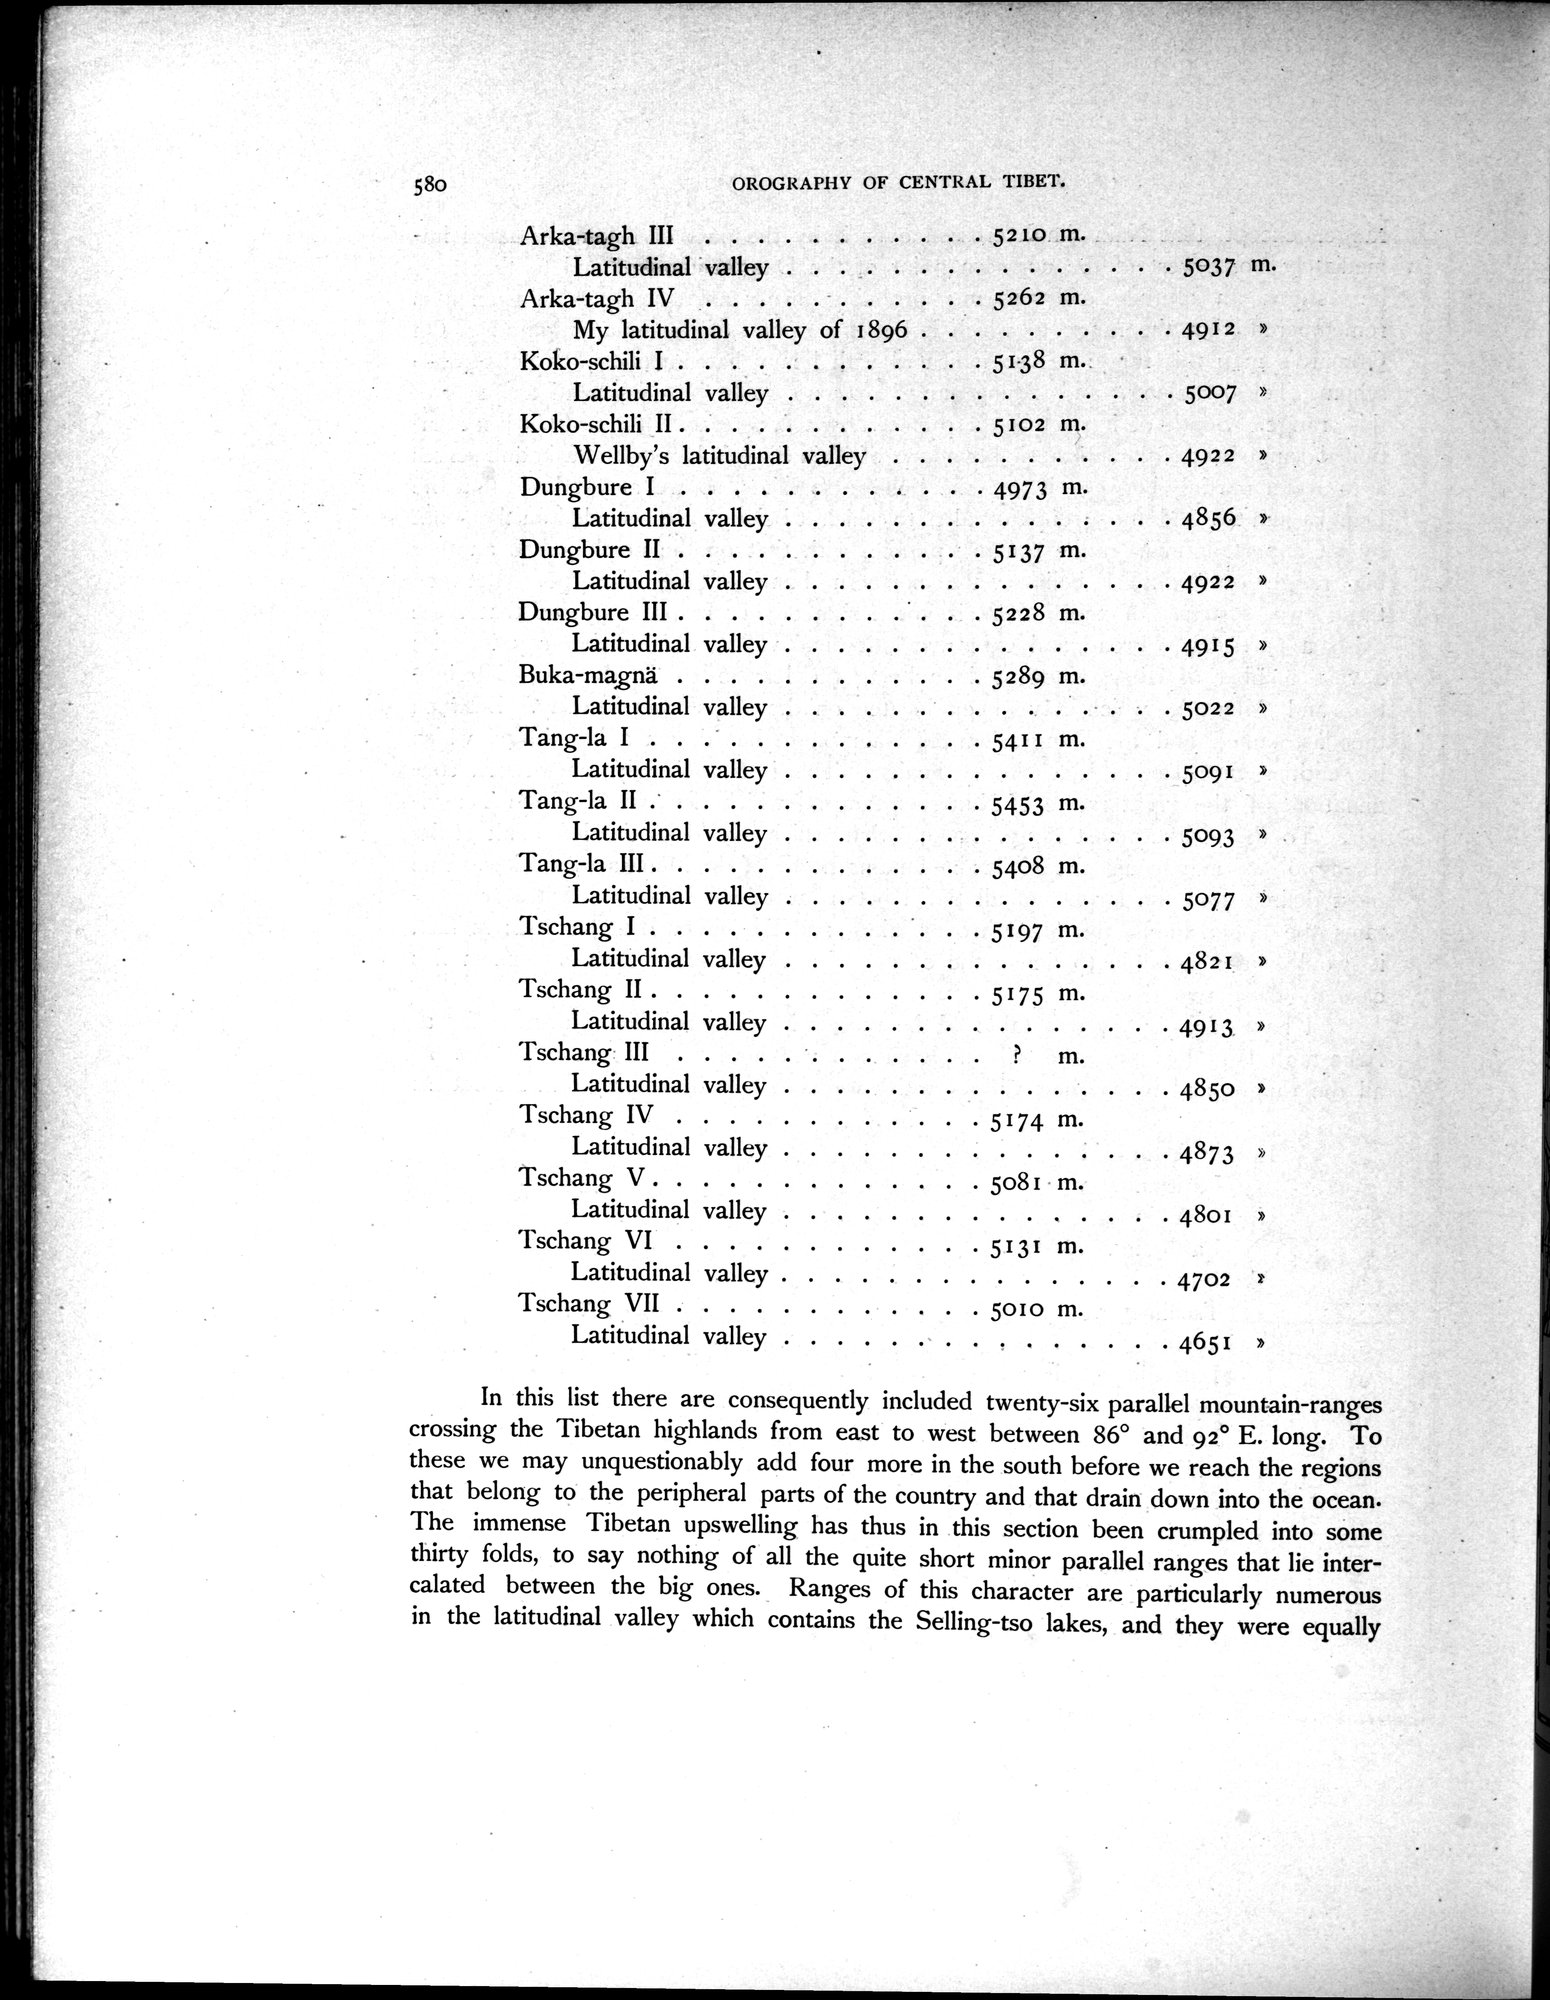 580 OROGRAPHY OF CENTRAL TIBET.
Arka-tagh III . . . . . . . . . . . 5210 m.
Latitudinal valley . . . . . . . . . . . . . . . 5037 m.
Arka-tagh IV . . . . . . . . . . . 5262 m.
My latitudinal valley of 1896 . . . . . . . . . . 4912 »
Koko-schili I . . . . . . . . . . . . 5138 m.
Latitudinal valley . . . . . . . . . . . . . . . 5007 »
Koko-schili II . . . . . . . . . . . . 5102 m.
Wellby's latitudinal valley . . . . . . . . . . . 4922 »
Dungbure I . . . . . . . . . . . . 4973 m.
Latitudinal valley . . . . . . . . . . . . . . . 4856 »
Dungbure II . . . . . . . . . . . . 5137 m.
Latitudinal valley . . . . . . . . . . . . . . . 4922 »
Dungbure III . . . . . . . . . . . . 5228 m.
Latitudinal valley . . . . . . . . . . . . . . . 4915 »
Buka-magnä . . . . . . . . . . . . 5289 m.
Latitudinal valley . . . . . . . . . . . . . . . 5022 »
Tang-la I . . . . . . . . . . . . . 5411 m.
Latitudinal valley . . . . . . . . . . . . . . . 5091 »
Tang-la II . . . . . . . . . . . . . 5453 m.
Latitudinal valley . . . . . . . . . . . . . . . 5093 »
Tang-la III . . . . . . . . . . . . . 5408 m.
Latitudinal valley . . . . . . . . . . . . . . . 5077 »
Tschang I . . . . . . . . . . . . . 5197 m.
Latitudinal valley . . . . . . . . . . . . . . . 4821 »
Tschang II . . . . . . . . . . . . . 5175 m.
Latitudinal valley . . . . . . . . . . . . . . . 4913 »
Tschang III . . . . . . . . . . . . ? m.
Latitudinal valley . . . . . . . . . . . . . . . 4850 »
Tschang IV . . . . . . . . . . . . 5174 m.
Latitudinal valley . . . . . . . . . . . . . . . 4873 »
Tschang V . . . . . . . . . . . . . 5081 m.
Latitudinal valley . . . . . . . . . . . . . . . 4801 »
Tschang VI . . . . . . . . . . . . 5131 m.
Latitudinal valley . . . . . . . . . . . . . . . 4702 »
Tschang VII . . . . . . . . . . . . 5010 m.
Latitudinal valley . . . . . . . . . . . . . . . 4651 »
In this list there are consequently included twenty-six parallel mountain-ranges
crossing the Tibetan highlands from east to west between 86° and 92° E. long. To
these we may unquestionably add four more in the south before we reach the regions
that belong to the peripheral parts of the country and that drain down into the ocean.
The immense Tibetan upswelling has thus in this section been crumpled into some
thirty folds, to say nothing of all the quite short minor parallel ranges that lie inter-
calated between the big ones. Ranges of this character are particularly numerous
in the latitudinal valley which contains the Selling-tso lakes, and they were equally